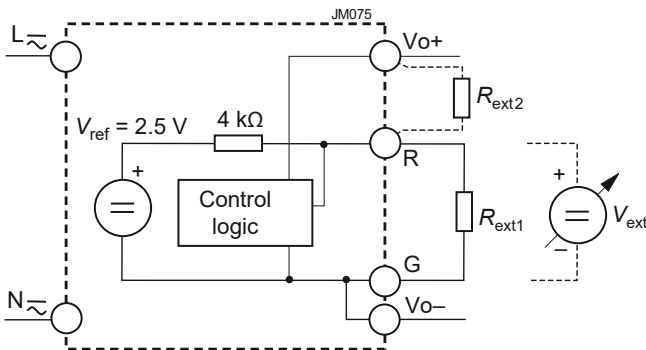 JM075
L
Vo+
Rext2
Vref = 2.5 V
4 kΩ
R
+
+
Control
logic
Rext1
Vext
–
G
N
Vo–